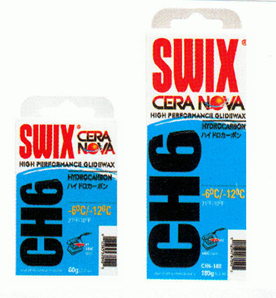 SWIX CERA NOVA
HIGH PERFORMANCE GLIDEWAX
HYDROCARBON
ハイドロカーボン
CH6
-6°C/-12°C
60g
SWIX®
CERA NOVA
HIGH PERFORMANCE GLIDEWAX
HYDROCARBON
ハイドロカーボン
CH6
-6°C/-12°C
CH6-180
180g